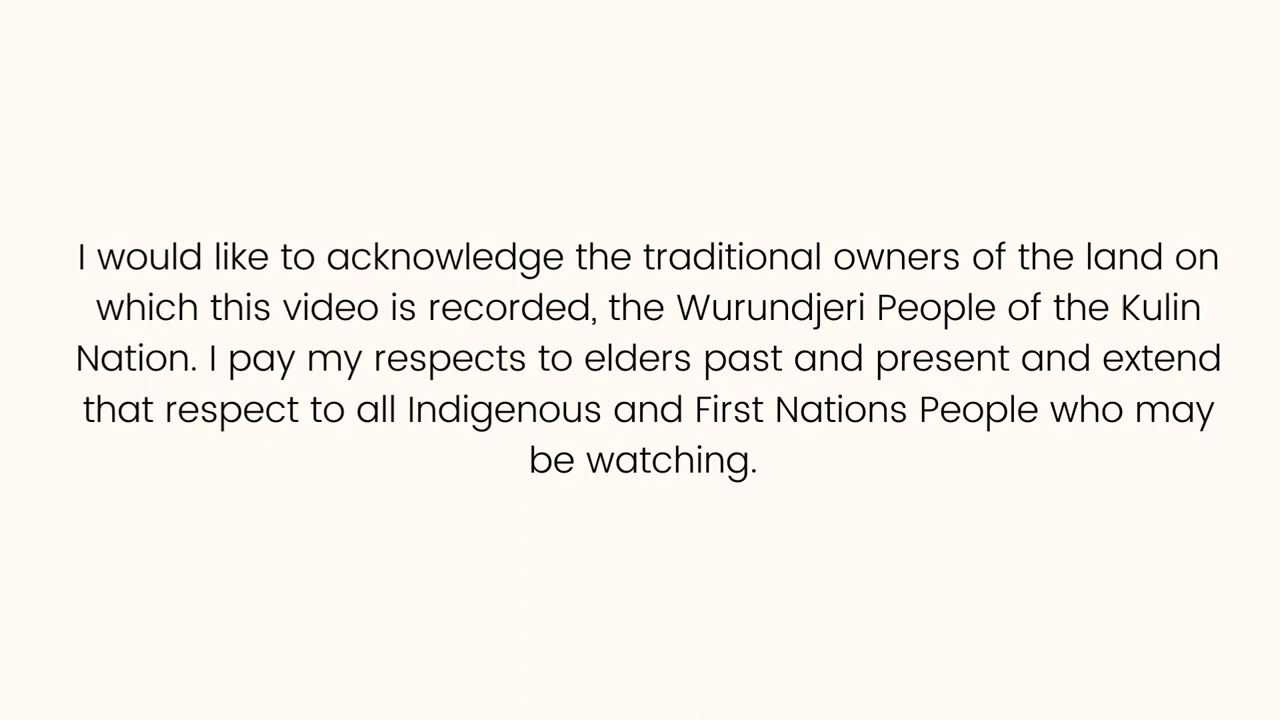 I would like to acknowledge the traditional owners of the land on
which this video is recorded, the Wurundjeri People of the Kulin
Nation. I pay my respects to elders past and present and extend
that respect to all Indigenous and First Nations People who may
be watching.